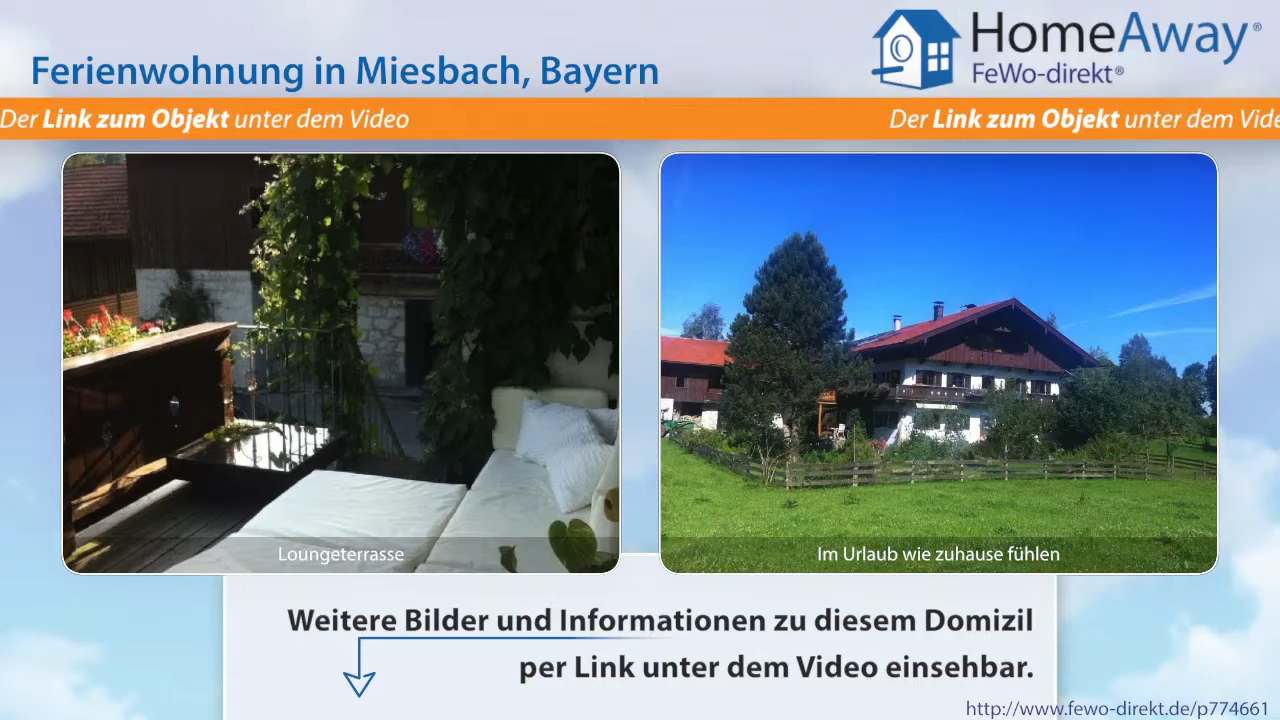 HomeAway®
FeWo-direkt®
Ferienwohnung in Miesbach, Bayern
Der Link zum Objekt unter dem Video
Der Link zum Objekt unter dem Vide
Loungeterrasse
Im Urlaub wie zuhause fühlen
Weitere Bilder und Informationen zu diesem Domizil
per Link unter dem Video einsehbar.
http://www.fewo-direkt.de/p774661